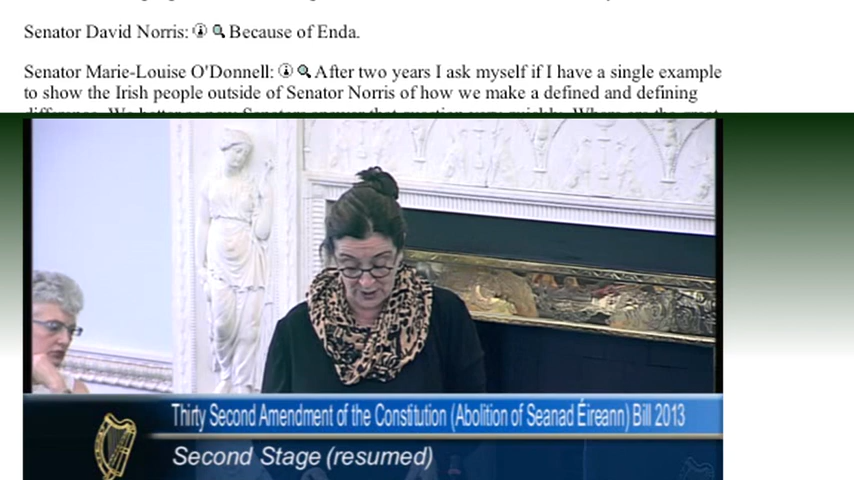 Senator David Norris: Because of Enda.
Senator Marie-Louise O'Donnell: After two years I ask myself if I have a single example
to show the Irish people outside of Senator Norris of how we make a defined and defining
Thirty Second Amendment of the Constitution (Abolition of Seanad Éireann) Bill 2013
Second Stage (resumed)